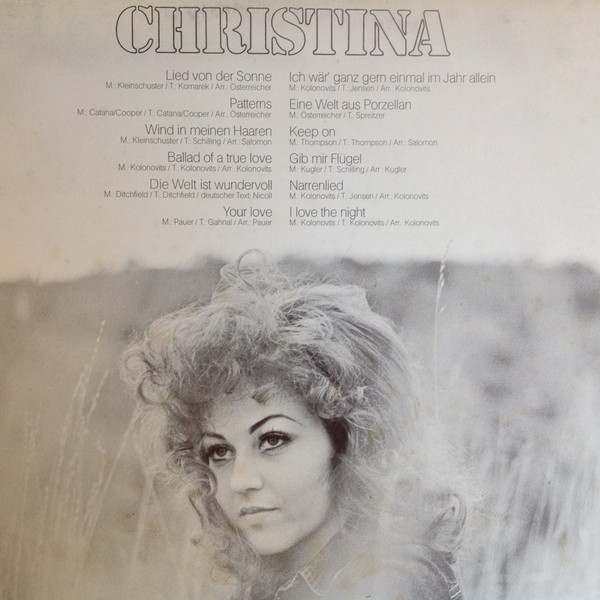 CHRISTINA
Lied von der Sonne
M.: Kleinschuster / T.: Komarek / Arr.: Österreicher
Patterns
M.: Catana/Cooper / T.: Catana/Cooper / Arr.: Österreicher
Wind in meinen Haaren
M.: Kleinschuster / T.: Schilling / Arr.: Salomon
Ballad of a true love
M.: Kolonovits / T.: Kolonovits / Arr.: Kolonovits
Die Welt ist wundervoll
M.: Ditchfield / T.: Ditchfield / deutscher Text: Nicoll
Your love
M.: Pauer / T.: Gahnal / Arr.: Pauer
Ich wär' ganz gern einmal im Jahr allein
M.: Kolonovits / T.: Jensen / Arr.: Kolonovits
Eine Welt aus Porzellan
M.: Österreicher / T.: Spreitzer
Keep on
M.: Thompson / T.: Thompson / Arr.: Salomon
Gib mir Flügel
M.: Kugler / T.: Schilling / Arr.: Kugler
Narrenlied
M.: Kolonovits / T.: Jensen / Arr.: Kolonovits
I love the night
M.: Kolonovits / T.: Kolonovits / Arr.: Kolonovits